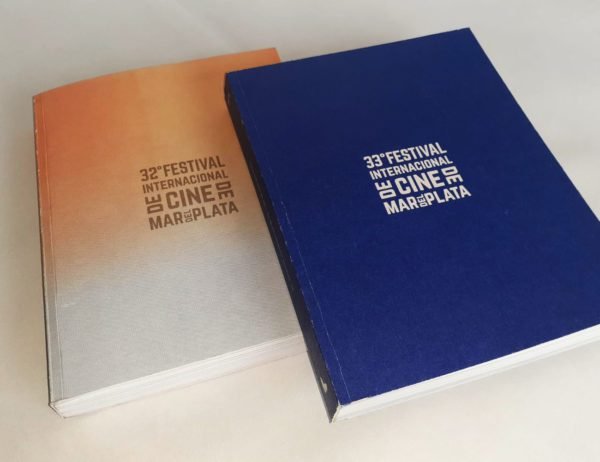 32° FESTIVAL
INTERNACIONAL
DE CINE DE
MAR DEL PLATA
33° FESTIVAL
INTERNACIONAL
DE CINE DE
MAR DEL PLATA